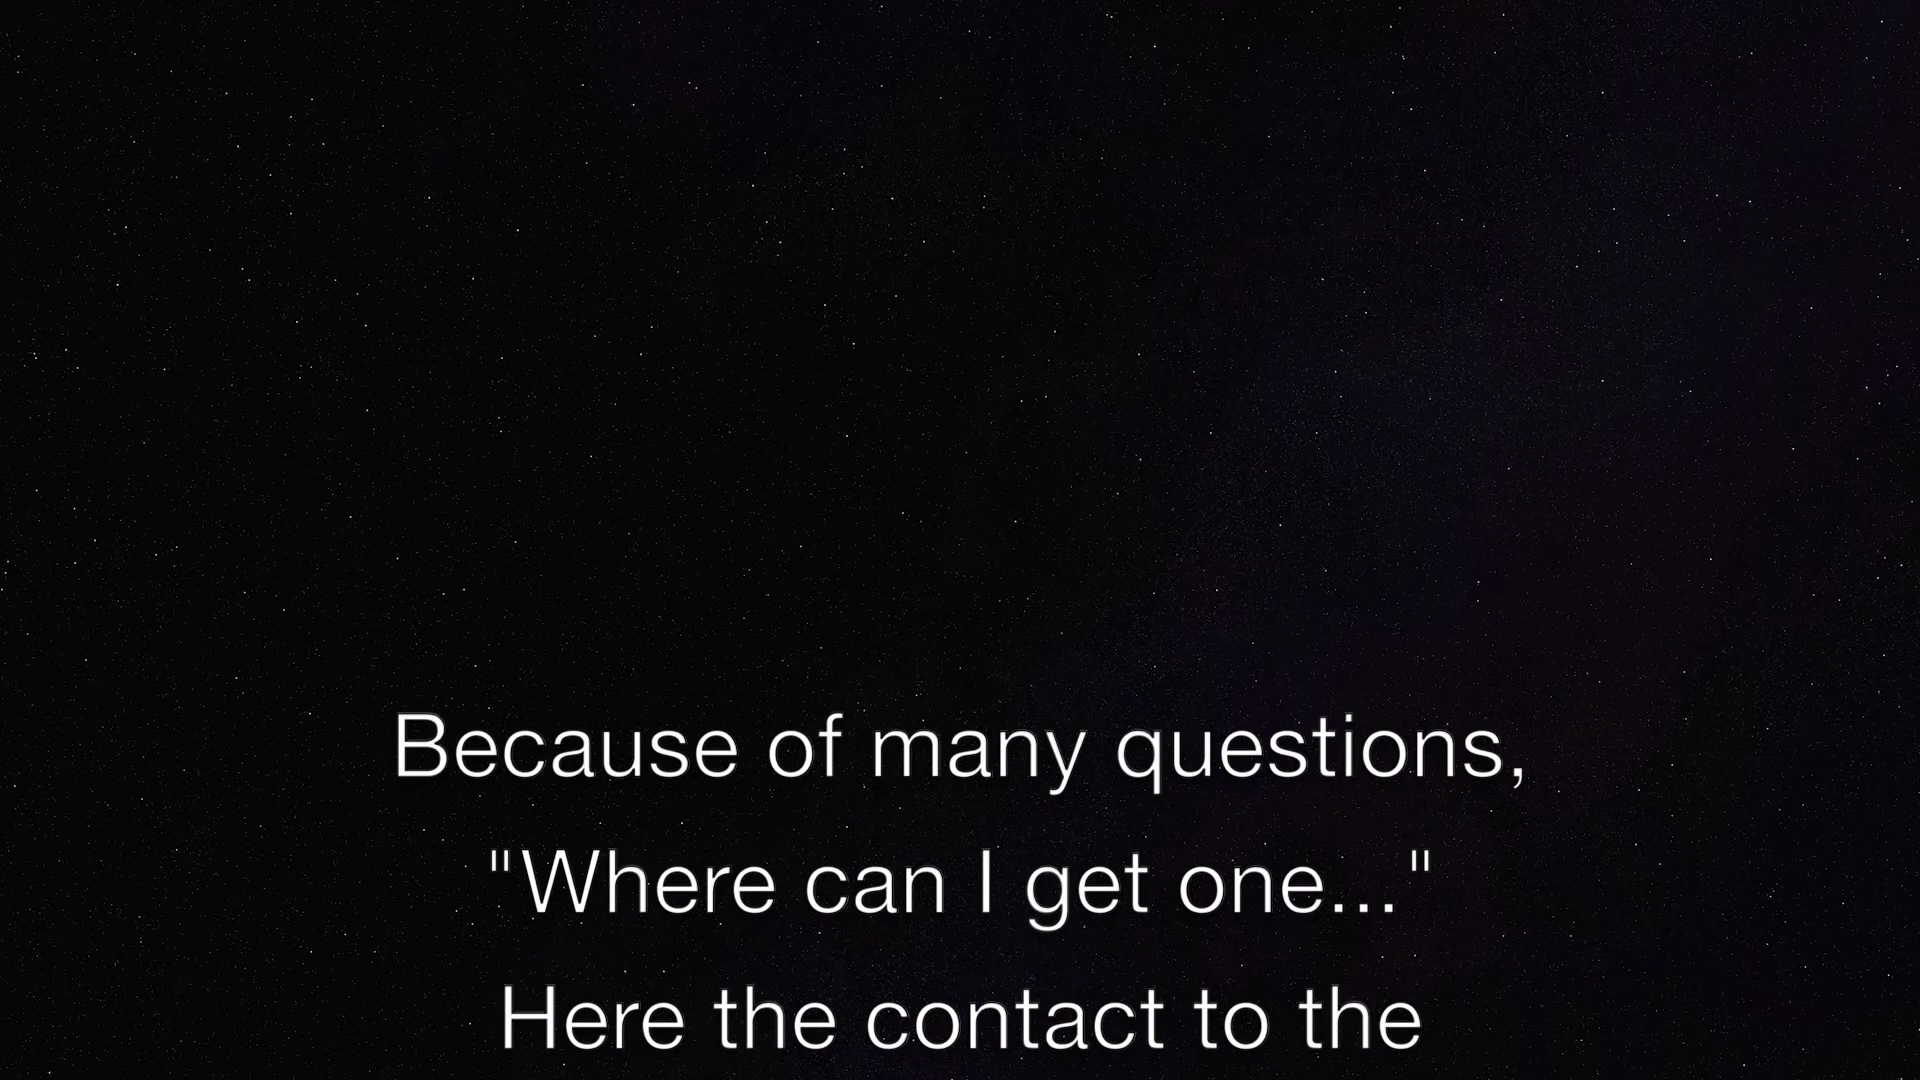 Because of many questions,
"Where can I get one..."
Here the contact to the